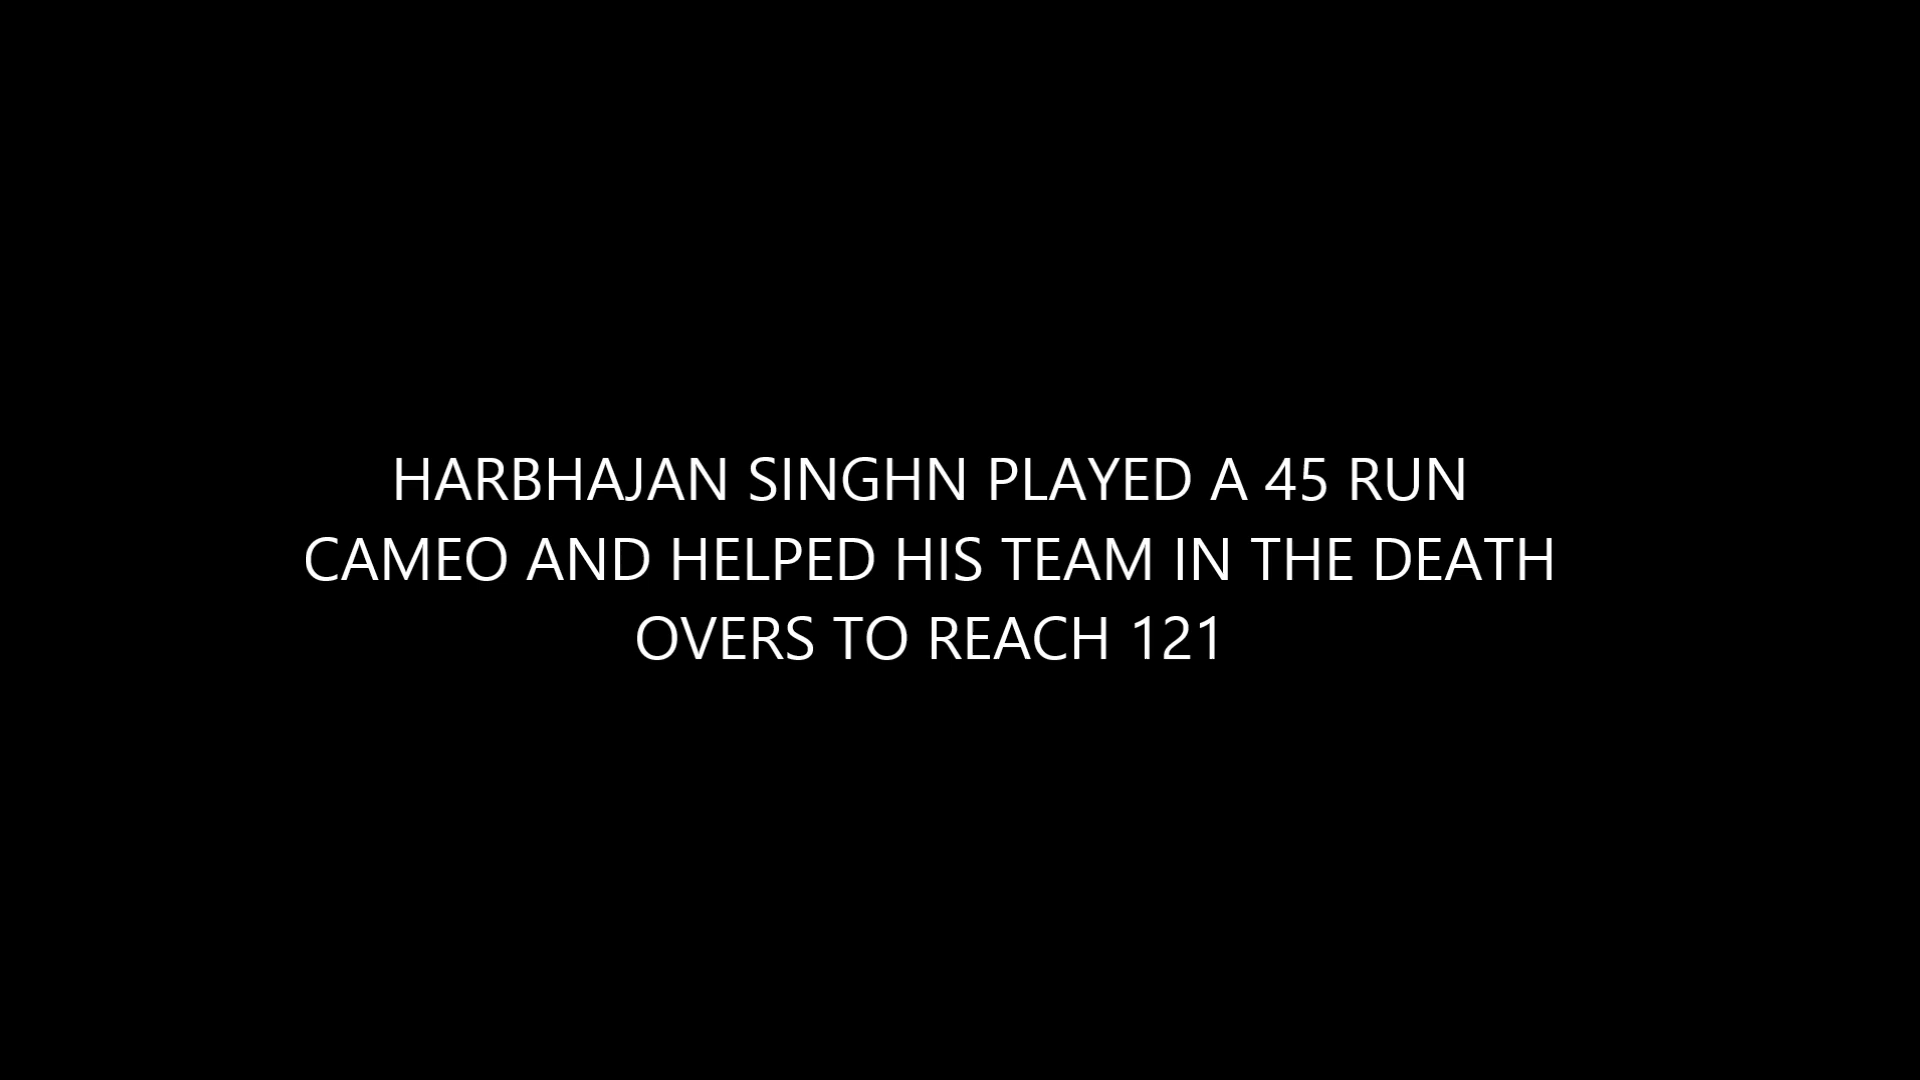 HARBHAJAN SINGHN PLAYED A 45 RUN
CAMEO AND HELPED HIS TEAM IN THE DEATH
OVERS TO REACH 121